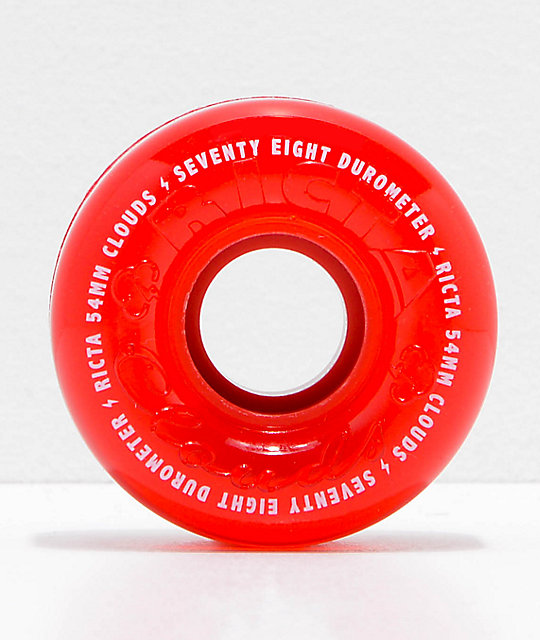 RICTA 54MM CLOUDS ⚡ SEVENTY EIGHT DUROMETER ⚡ RICTA 54MM CLOUDS ⚡ SEVENTY EIGHT DUROMETER ⚡
RICTA
Clouds